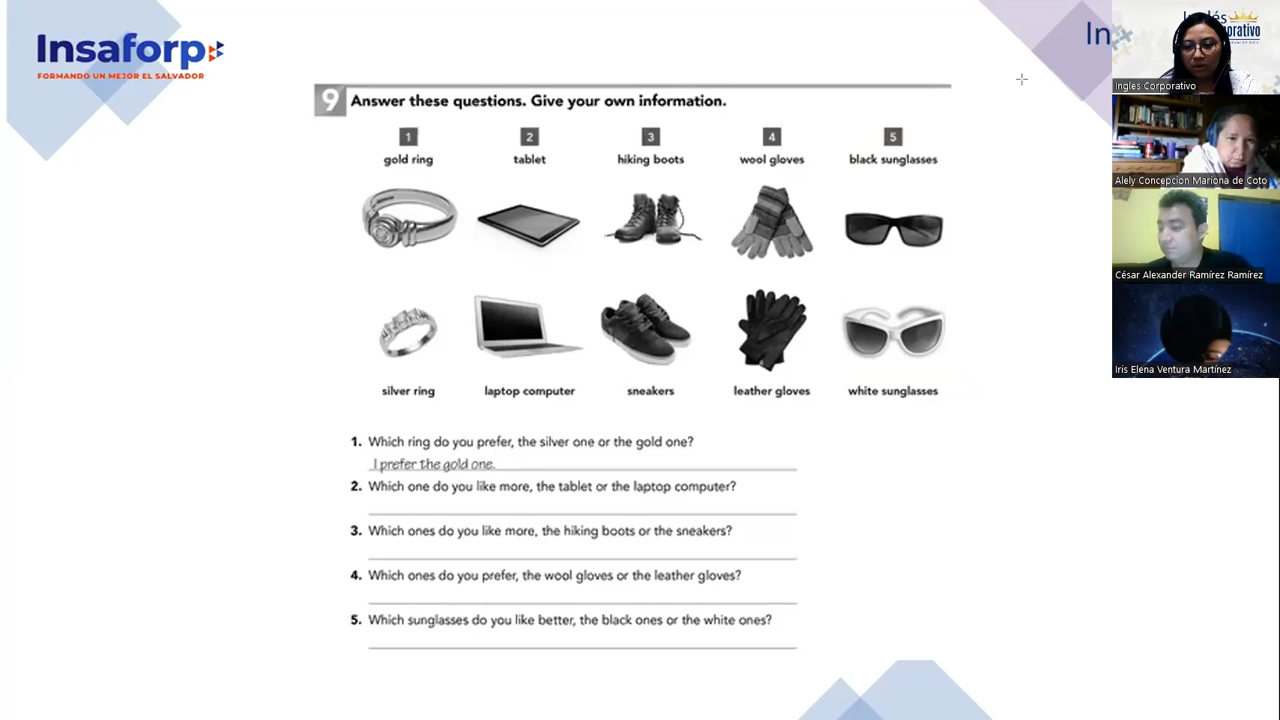 Insaforp
FORMANDO UN MEJOR EL SALVADOR
In
Inglés
Corporativo
Ingles Corporativo
Alely Concepcion Mariona de Coto
César Alexander Ramírez Ramírez
Iris Elena Ventura Martínez
9 Answer these questions. Give your own information.
1 2 3 4 5
gold ring tablet hiking boots wool gloves black sunglasses
silver ring laptop computer sneakers leather gloves white sunglasses
1. Which ring do you prefer, the silver one or the gold one?
I prefer the gold one.
2. Which one do you like more, the tablet or the laptop computer?
3. Which ones do you like more, the hiking boots or the sneakers?
4. Which ones do you prefer, the wool gloves or the leather gloves?
5. Which sunglasses do you like better, the black ones or the white ones?